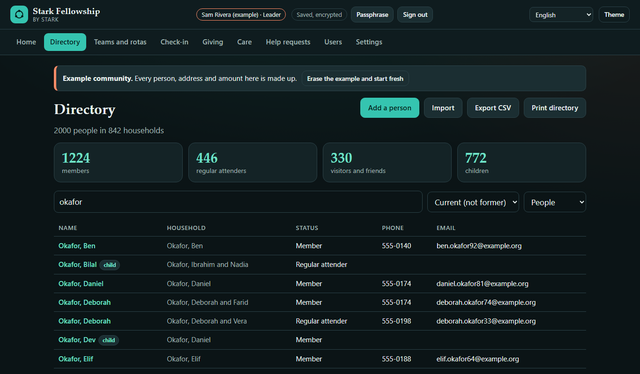 Stark Fellowship
BY STARK
Sam Rivera (example) · Leader
Saved, encrypted
Passphrase
Sign out
English
Theme
Home Directory Teams and rotas Check-in Giving Care Help requests Users Settings
Example community. Every person, address and amount here is made up. Erase the example and start fresh
Directory
Add a person Import Export CSV Print directory
2000 people in 842 households
1224
members
446
regular attenders
330
visitors and friends
772
children
okafor
Current (not former)
People
NAME HOUSEHOLD STATUS PHONE EMAIL
Okafor, Ben Okafor, Ben Member 555-0140 ben.okafor92@example.org
Okafor, Bilal child Okafor, Ibrahim and Nadia Regular attender
Okafor, Daniel Okafor, Daniel Member 555-0174 daniel.okafor81@example.org
Okafor, Deborah Okafor, Deborah and Farid Member 555-0174 deborah.okafor74@example.org
Okafor, Deborah Okafor, Deborah and Vera Regular attender 555-0198 deborah.okafor33@example.org
Okafor, Dev child Okafor, Daniel Member
Okafor, Elif Okafor, Elif Member 555-0188 elif.okafor64@example.org